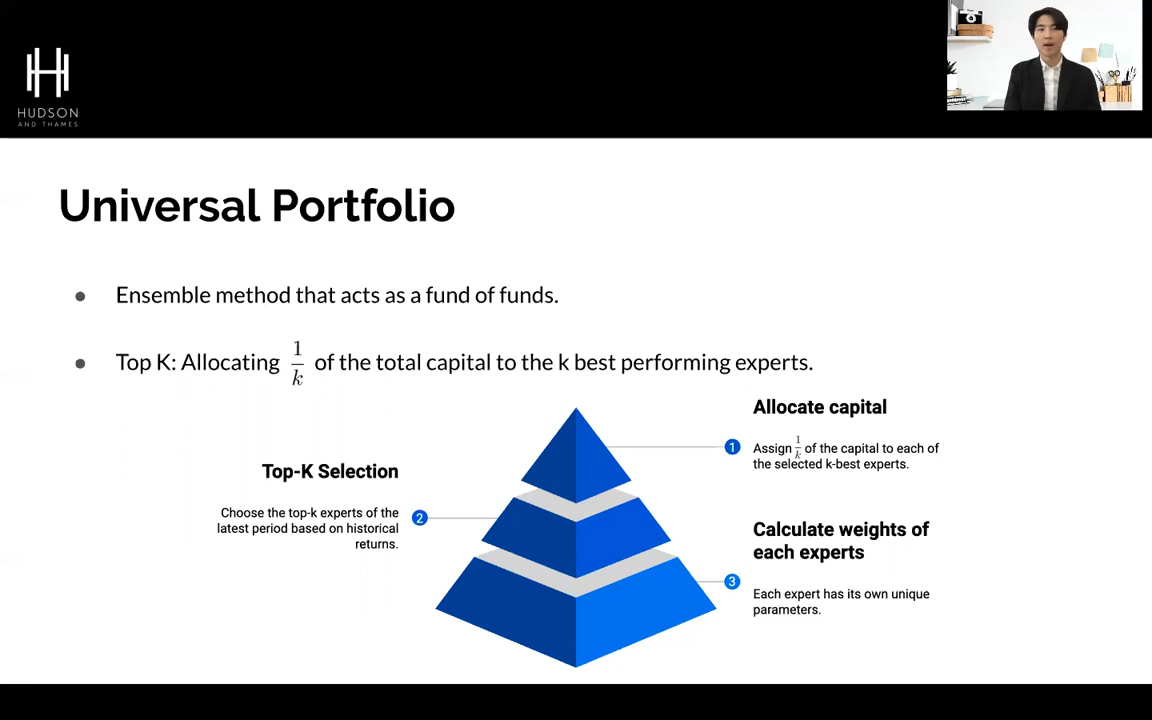 HUDSON
AND THAMES
Universal Portfolio
● Ensemble method that acts as a fund of funds.
● Top K: Allocating 1/k of the total capital to the k best performing experts.
Allocate capital
1
Assign 1/k of the capital to each of
the selected k-best experts.
Top-K Selection
Choose the top-k experts of the
latest period based on historical
returns.
2
Calculate weights of
each experts
3
Each expert has its own unique
parameters.